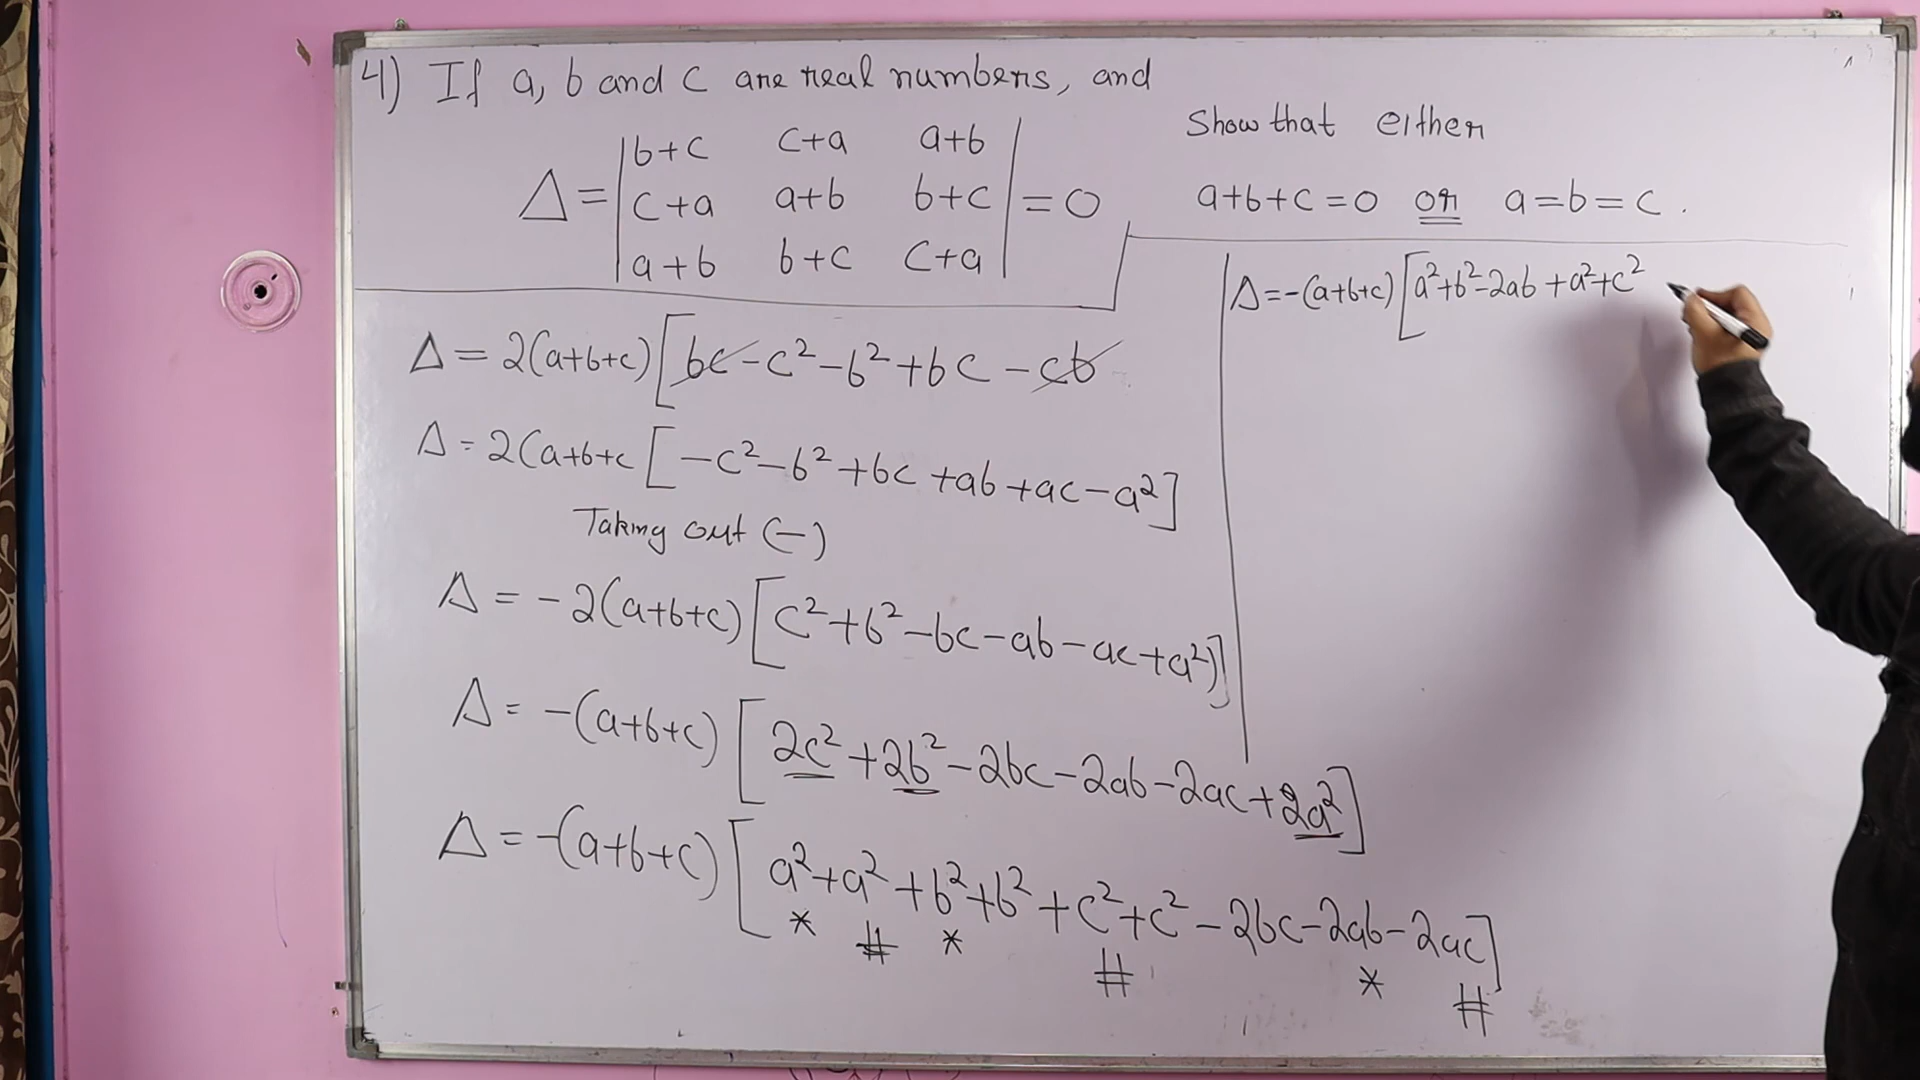 4) If a, b and c are real numbers, and
Δ = | b+c c+a a+b |
| c+a a+b b+c | = 0
| a+b b+c c+a |
Show that either
a+b+c=0 or a=b=c.
Δ = 2(a+b+c) [bc - c² - b² + bc - cb
Δ = 2(a+b+c [-c² - b² + bc + ab + ac - a²]
Taking out (-)
Δ = -2(a+b+c) [c² + b² - bc - ab - ac + a²)]
Δ = -(a+b+c) [2c² + 2b² - 2bc - 2ab - 2ac + 2a²]
Δ = -(a+b+c) [a² + a² + b² + b² + c² + c² - 2bc - 2ab - 2ac]
* # * # * #
Δ = -(a+b+c) [a² + b² - 2ab + a² + c²